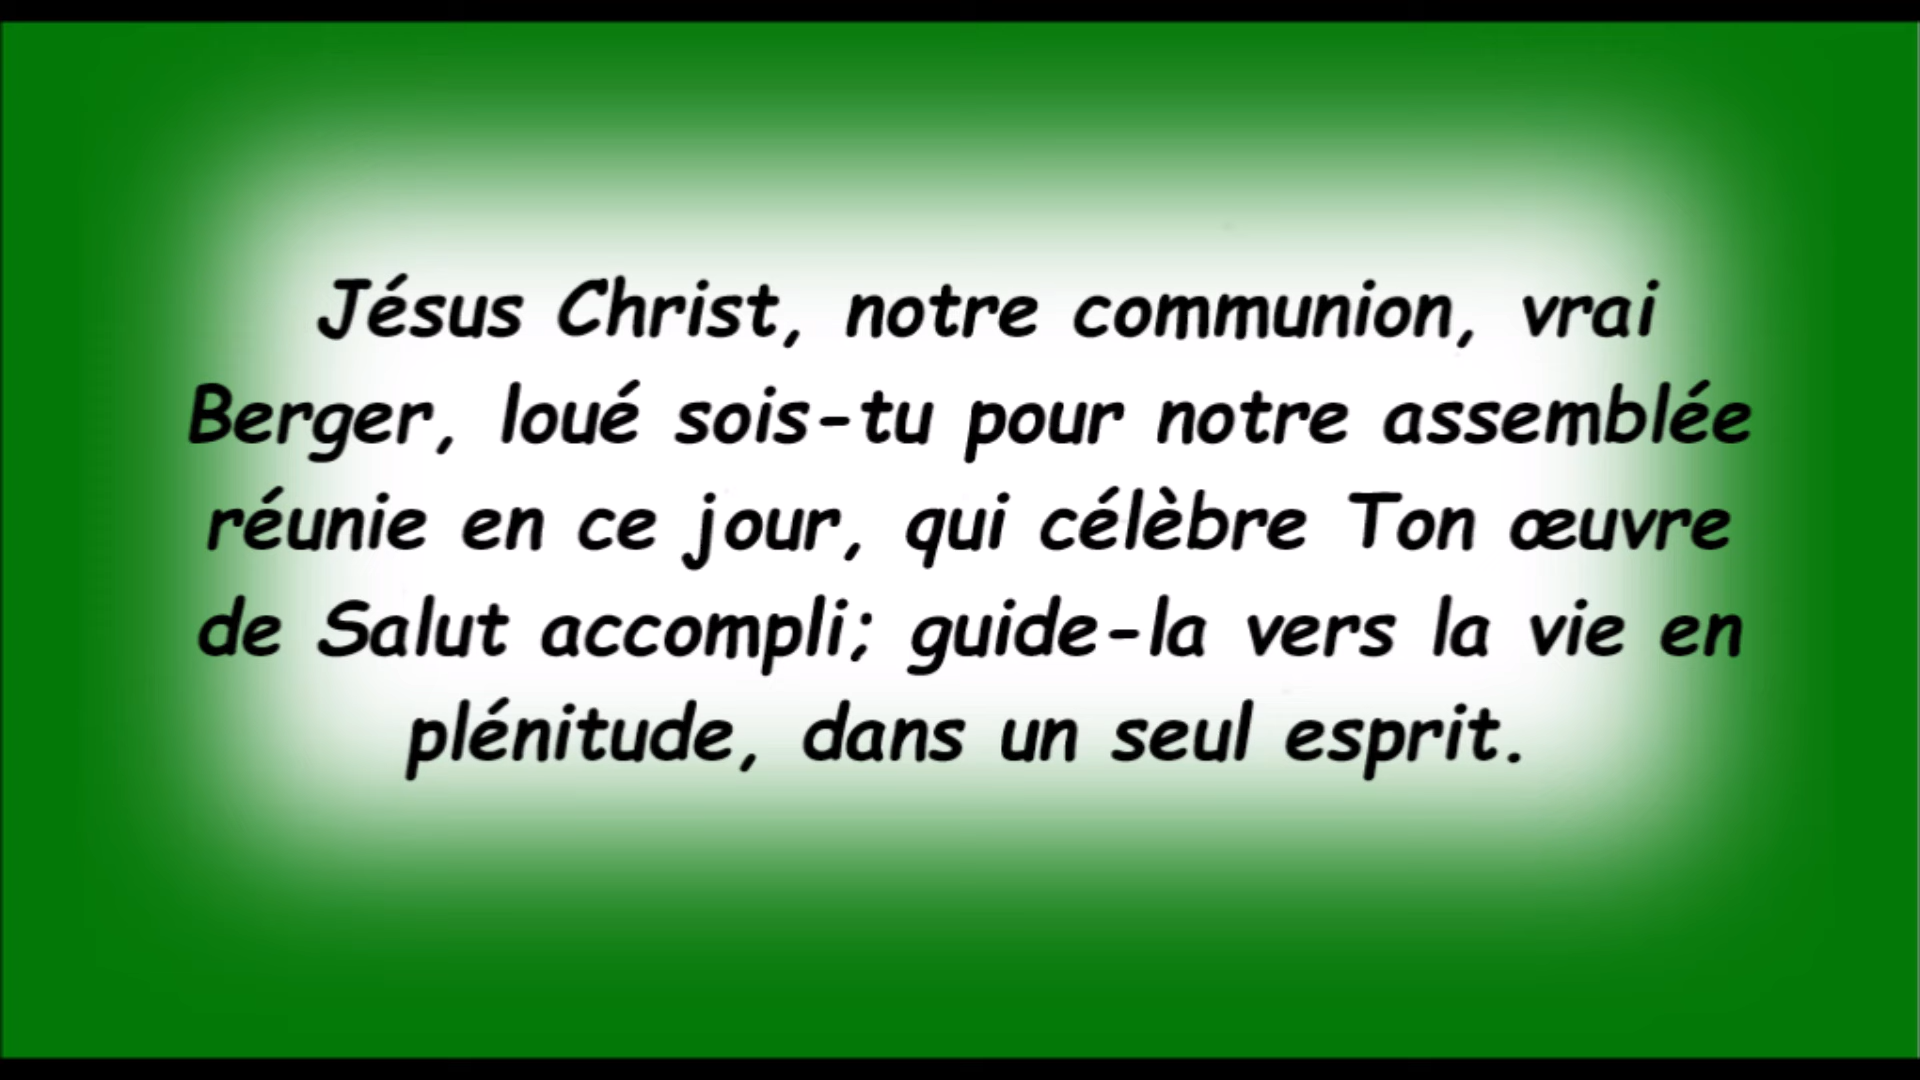 Jésus Christ, notre communion, vrai
Berger, loué sois-tu pour notre assemblée
réunie en ce jour, qui célèbre Ton œuvre
de Salut accompli; guide-la vers la vie en
plénitude, dans un seul esprit.